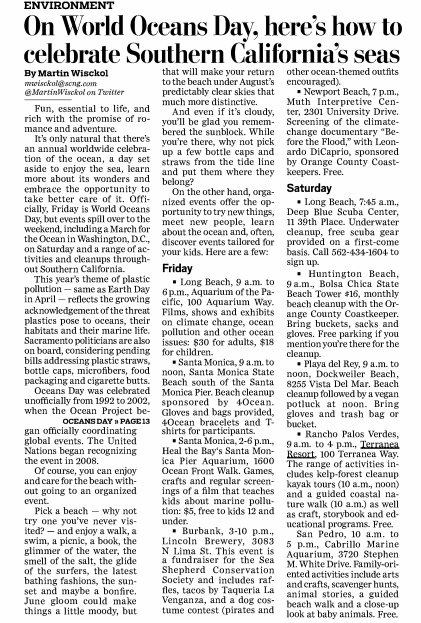 ENVIRONMENT
On World Oceans Day, here's how to
celebrate Southern California's seas
By Martin Wisckol
mwisckol@scng.com
@MartinWisckol on Twitter
Fun, essential to life, and
rich with the promise of ro-
mance and adventure.
It's only natural that there's
an annual worldwide celebra-
tion of the ocean, a day set
aside to enjoy the sea, learn
more about its wonders and
embrace the opportunity to
take better care of it. Offi-
cially, Friday is World Oceans
Day, but events spill over to the
weekend, including a March for
the Ocean in Washington, D.C.,
on Saturday and a range of ac-
tivities and cleanups through-
out Southern California.
This year's theme of plastic
pollution — same as Earth Day
in April — reflects the growing
acknowledgement of the threat
plastics pose to oceans, their
habitats and their marine life.
Sacramento politicians are also
on board, considering pending
bills addressing plastic straws,
bottle caps, microfibers, food
packaging and cigarette butts.
Oceans Day was celebrated
unofficially from 1992 to 2002,
when the Ocean Project be-
OCEANS DAY » PAGE 13
gan officially coordinating
global events. The United
Nations began recognizing
the event in 2008.
Of course, you can enjoy
and care for the beach with-
out going to an organized
event.
Pick a beach — why not
try one you've never vis-
ited? — and enjoy a walk, a
swim, a picnic, a book, the
glimmer of the water, the
smell of the salt, the glide
of the surfers, the latest
bathing fashions, the sun-
set and maybe a bonfire.
June gloom could make
things a little moody, but
that will make your return
to the beach under August's
predictably clear skies that
much more distinctive.
And even if it's cloudy,
you'll be glad you remem-
bered the sunblock. While
you're there, why not pick
up a few bottle caps and
straws from the tide line
and put them where they
belong?
On the other hand, orga-
nized events offer the op-
portunity to try new things,
meet new people, learn
about the ocean and, often,
discover events tailored for
your kids. Here are a few:
Friday
▪ Long Beach, 9 a.m. to
6 p.m., Aquarium of the Pa-
cific, 100 Aquarium Way.
Films, shows and exhibits
on climate change, ocean
pollution and other ocean
issues: $30 for adults, $18
for children.
▪ Santa Monica, 9 a.m. to
noon, Santa Monica State
Beach south of the Santa
Monica Pier. Beach cleanup
sponsored by 4Ocean.
Gloves and bags provided,
4Ocean bracelets and T-
shirts for participants.
▪ Santa Monica, 2-6 p.m.,
Heal the Bay's Santa Mon-
ica Pier Aquarium, 1600
Ocean Front Walk. Games,
crafts and regular screen-
ings of a film that teaches
kids about marine pollu-
tion: $5, free to kids 12 and
under.
▪ Burbank, 3-10 p.m.,
Lincoln Brewery, 3083
N Lima St. This event is
a fundraiser for the Sea
Shepherd Conservation
Society and includes raf-
fles, tacos by Taqueria La
Venganza, and a dog cos-
tume contest (pirates and
other ocean-themed outfits
encouraged).
▪ Newport Beach, 7 p.m.,
Muth Interpretive Cen-
ter, 2301 University Drive.
Screening of the climate-
change documentary "Be-
fore the Flood," with Leon-
ardo DiCaprio, sponsored
by Orange County Coast-
keepers. Free.
Saturday
▪ Long Beach, 7:45 a.m.,
Deep Blue Scuba Center,
11 39th Place. Underwater
cleanup, free scuba gear
provided on a first-come
basis. Call 562-434-1604 to
sign up.
▪ Huntington Beach,
9 a.m., Bolsa Chica State
Beach Tower #16, monthly
beach cleanup with the Or-
ange County Coastkeeper.
Bring buckets, sacks and
gloves. Free parking if you
mention you're there for the
cleanup.
▪ Playa del Rey, 9 a.m. to
noon, Dockweiler Beach,
8255 Vista Del Mar. Beach
cleanup followed by a vegan
potluck at noon. Bring
gloves and trash bag or
bucket.
▪ Rancho Palos Verdes,
9 a.m. to 4 p.m., Terranea
Resort, 100 Terranea Way.
The range of activities in-
cludes kelp-forest cleanup
kayak tours (10 a.m., noon)
and a guided coastal na-
ture walk (10 a.m.) as well
as craft, storybook and ed-
ucational programs. Free.
San Pedro, 10 a.m. to
5 p.m., Cabrillo Marine
Aquarium, 3720 Stephen
M. White Drive. Family-ori-
ented activities include arts
and crafts, scavenger hunts,
animal stories, a guided
beach walk and a close-up
look at baby animals. Free.